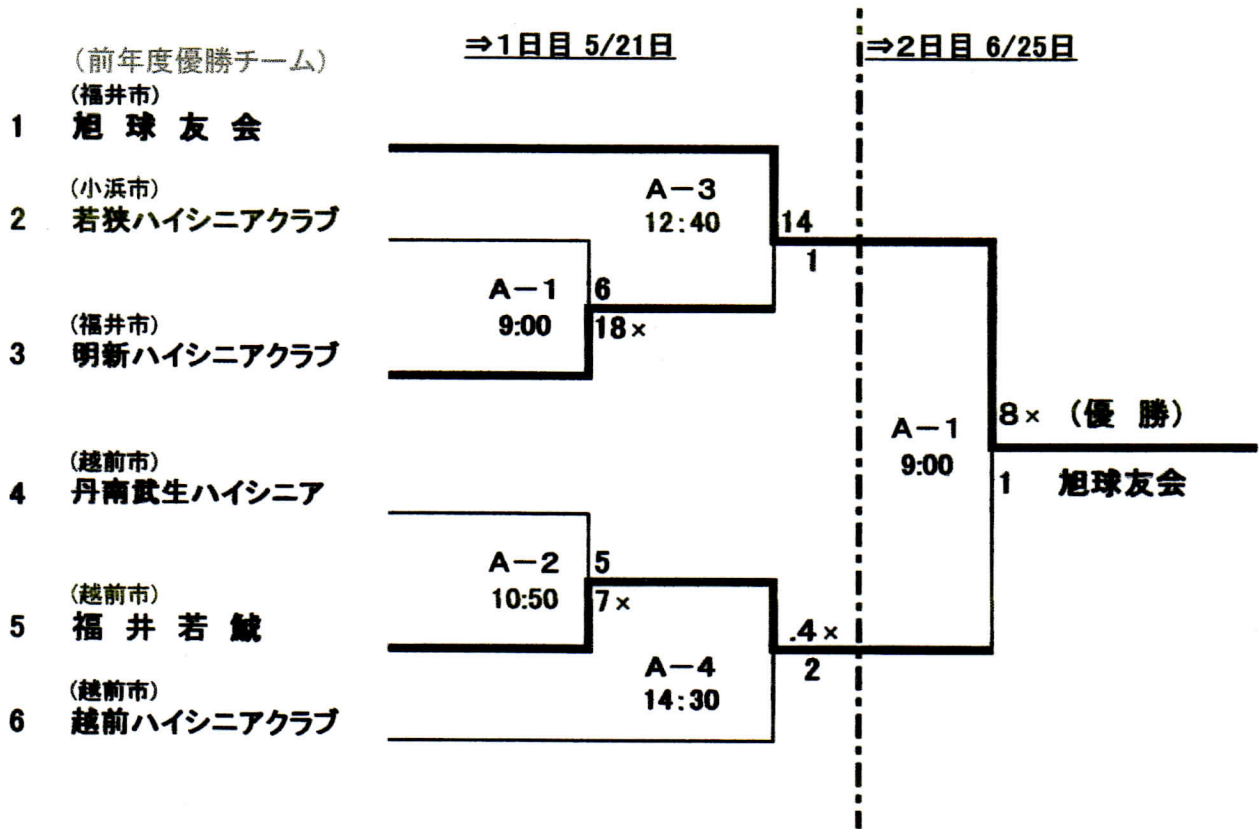 ⇒1日目 5/21日
⇒2日目 6/25日
(前年度優勝チーム)
(福井市)
1 旭 球 友 会
(小浜市)
2 若狭ハイシニアクラブ
A-3
12:40
14
1
A-1
9:00
6
18×
(福井市)
3 明新ハイシニアクラブ
A-1
9:00
8× (優 勝)
1 旭球友会
(越前市)
4 丹南武生ハイシニア
A-2
10:50
5
7×
(越前市)
5 福 井 若 鯱
.4×
2
A-4
14:30
(越前市)
6 越前ハイシニアクラブ